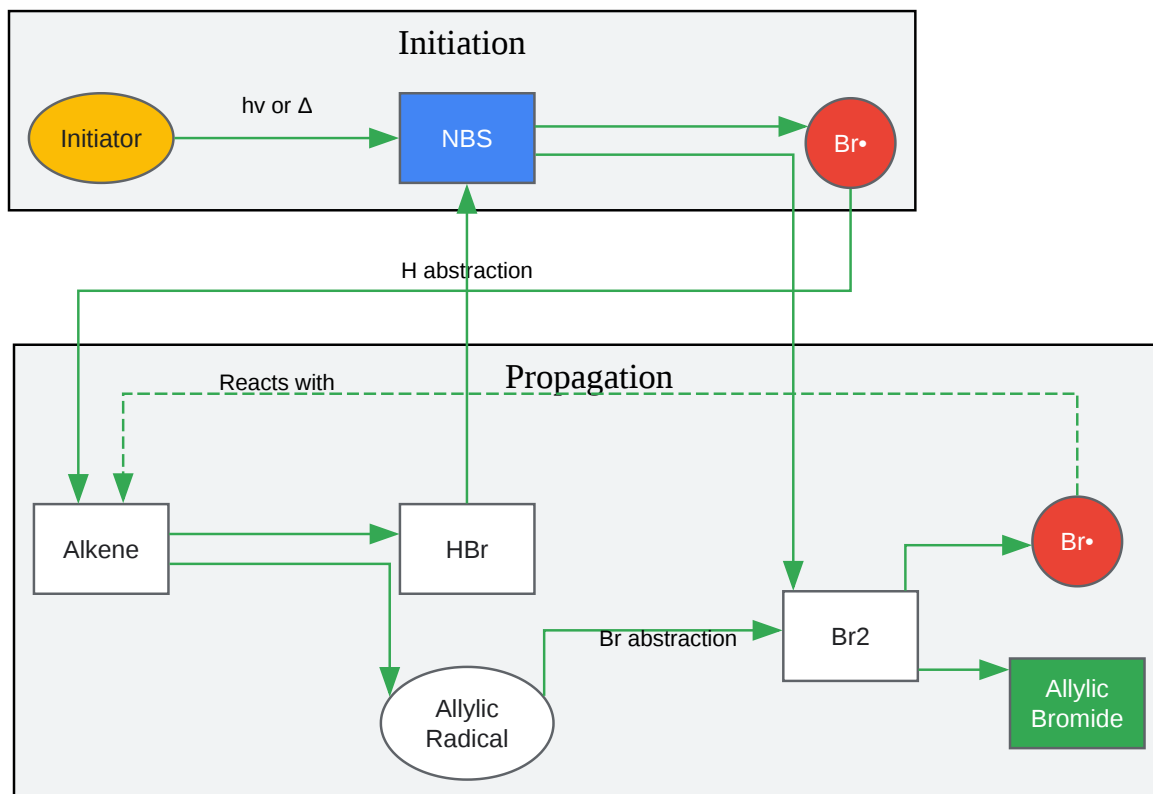 Initiation
hv or Δ
Initiator
NBS
Br•
H abstraction
Propagation
Reacts with
Alkene
HBr
Br•
Br abstraction
Br2
Allylic
Radical
Allylic
Bromide